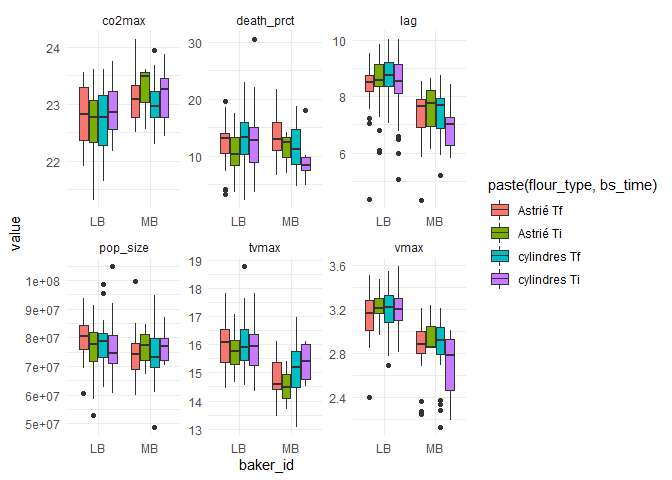 co2max
death_prct
lag
24
23
22
30
20
10
10
8
6
LB
MB
LB
MB
LB
MB
value
paste(flour_type, bs_time)
Astrié Tf
Astrié Ti
cylindres Tf
cylindres Ti
pop_size
tvmax
vmax
1e+08
9e+07
8e+07
7e+07
6e+07
5e+07
19
18
17
16
15
14
13
3.6
3.2
2.8
2.4
LB
MB
LB
MB
LB
MB
baker_id